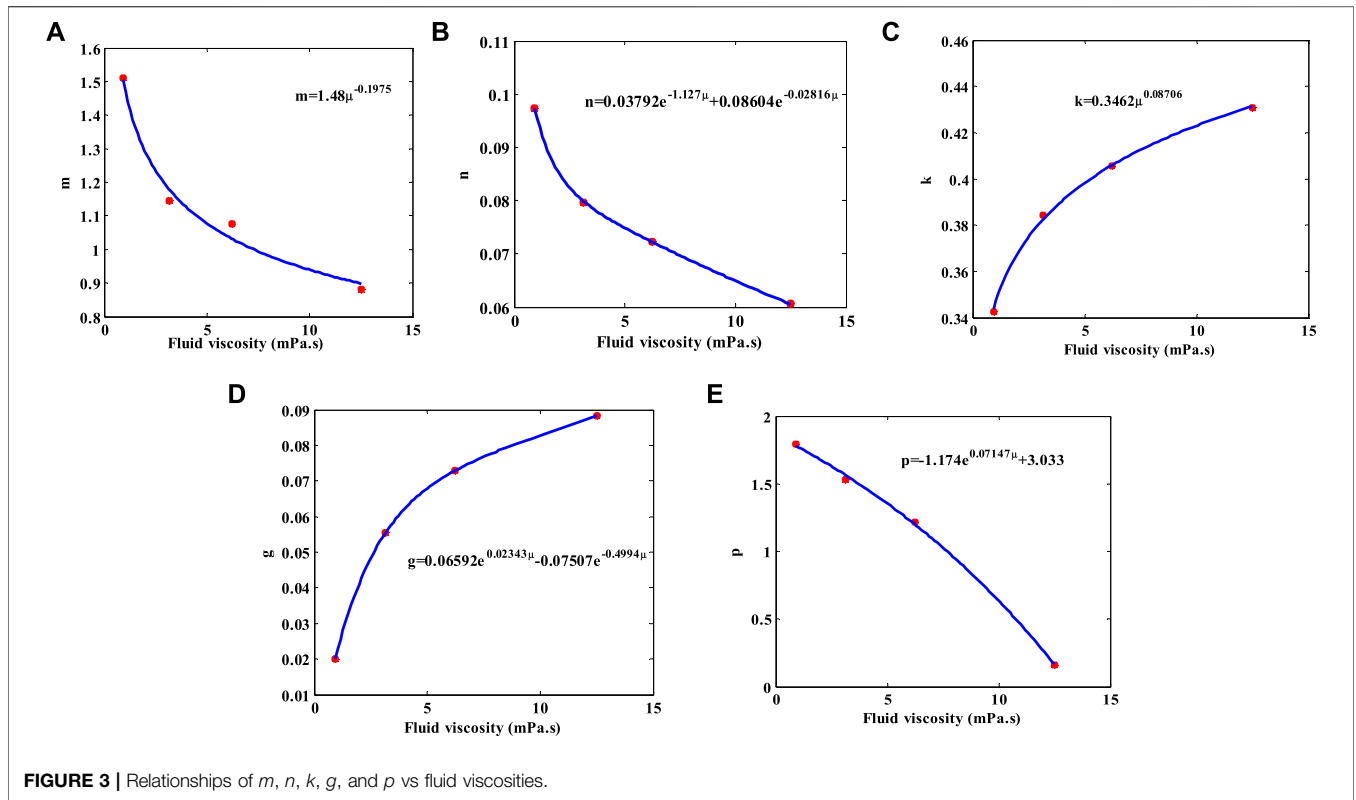 A
1.6
1.5
1.4
1.3
1.2
1.1
1
0.9
0.8
m
m=1.48μ^-0.1975
0
5
10
15
Fluid viscosity (mPa.s)
B
0.11
0.1
0.09
0.08
0.07
0.06
n
n=0.03792e^-1.127μ+0.08604e^-0.02816μ
0
5
10
15
Fluid viscosity (mPa.s)
C
0.46
0.44
0.42
0.4
0.38
0.36
0.34
k
k=0.3462μ^0.08706
0
5
10
15
Fluid viscosity (mPa.s)
D
0.09
0.08
0.07
0.06
0.05
0.04
0.03
0.02
0.01
g
g=0.06592e^0.02343μ-0.07507e^-0.4994μ
0
5
10
15
Fluid viscosity (mPa.s)
E
2
1.5
1
0.5
0
p
p=-1.174e^0.07147μ+3.033
0
5
10
15
Fluid viscosity (mPa.s)
FIGURE 3 | Relationships of m, n, k, g, and p vs fluid viscosities.